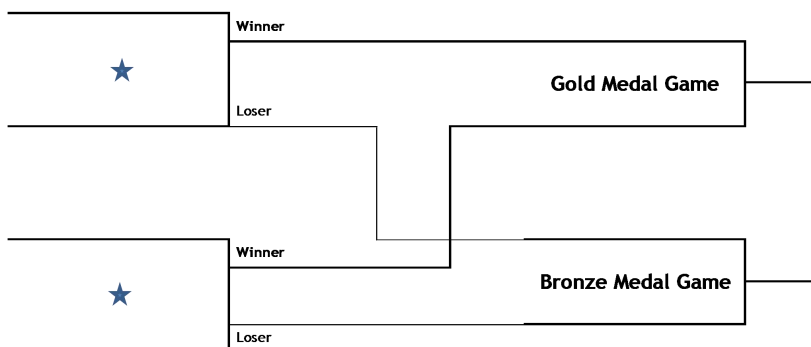 Winner
Gold Medal Game
Loser
Winner
Bronze Medal Game
Loser